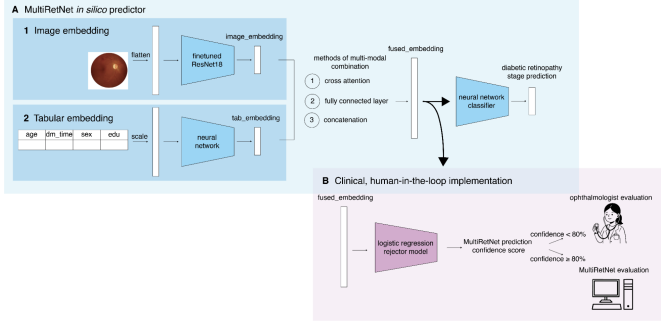 A MultiRetNet in silico predictor
1 Image embedding
flatten
finetuned
ResNet18
image_embedding
2 Tabular embedding
age dm_time sex edu
scale
neural
network
tab_embedding
methods of multi-modal
combination
1 cross attention
2 fully connected layer
3 concatenation
fused_embedding
neural network
classifier
diabetic retinopathy
stage prediction
B Clinical, human-in-the-loop implementation
fused_embedding
logistic regression
rejector model
MultiRetNet prediction
confidence score
confidence < 80%
confidence ≥ 80%
ophthalmologist evaluation
MultiRetNet evaluation